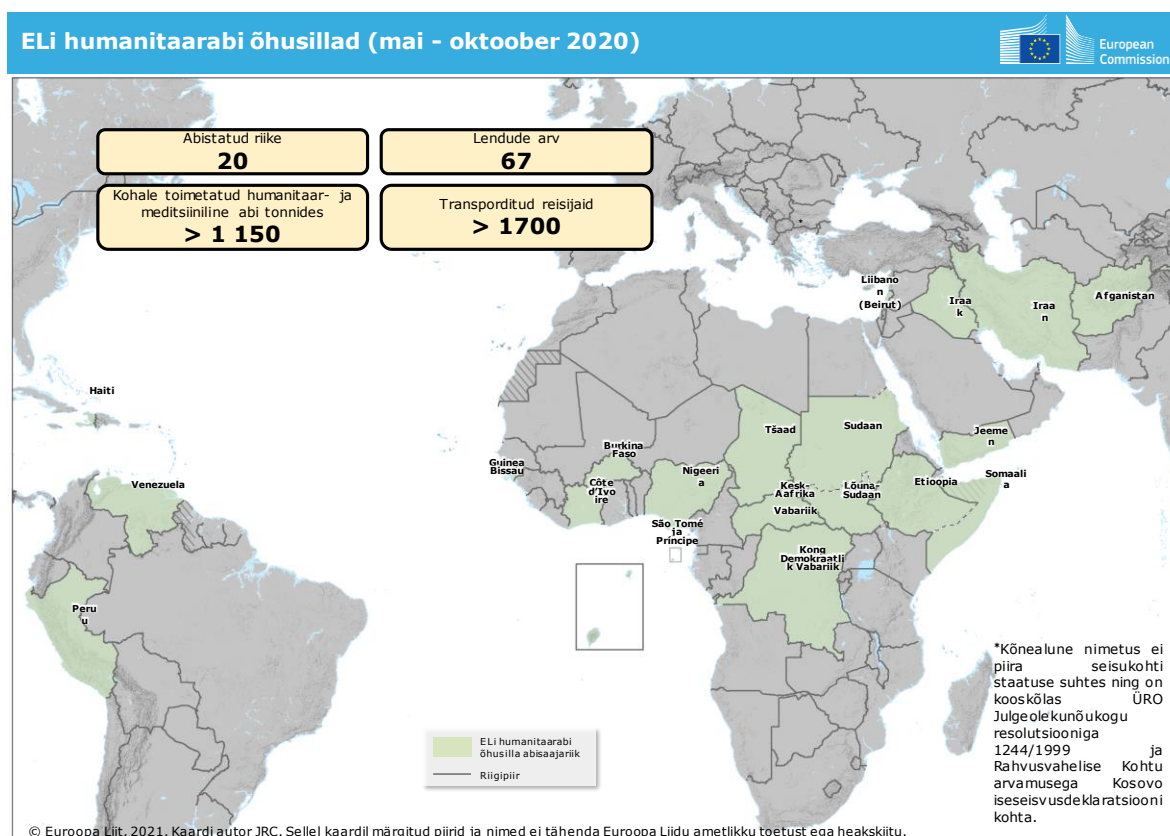 ELi humanitaarabi õhusillad (mai - oktoober 2020)
European
Commission
Abistatud riike
20
Lendude arv
67
Kohale toimetatud humanitaar- ja
meditsiiniline abi tonnides
> 1 150
Transporditud reisijaid
> 1700
Liibano
n
(Beirut)
Iraa
k
Iraa
n
Afganistan
Haiti
Venezuela
Peru
u
Guinea
Bissau
Burkina
Faso
Côte
d'Ivo
ire
Nigeeri
a
Tšaad
Sudaan
Jeeme
n
Kesk-
Aafrika
Vabariik
Lõuna-
Sudaan
Etioopia
Somaali
a
São Tomé
ja
Príncipe
Kong
Demokraatli
k Vabariik
*Kõnealune nimetus ei
piira seisukohti
staatuse suhtes ning on
kooskõlas ÜRO
Julgeolekunõukogu
resolutsiooniga
1244/1999 ja
Rahvusvahelise Kohtu
arvamusega Kosovo
iseseisvusdeklaratsiooni
kohta.
ELi humanitaarabi
õhusilla abisaajariik
Riigipiir
© Euroopa Liit, 2021. Kaardi autor JRC. Sellel kaardil märgitud piirid ja nimed ei tähenda Euroopa Liidu ametlikku toetust ega heakskiitu.